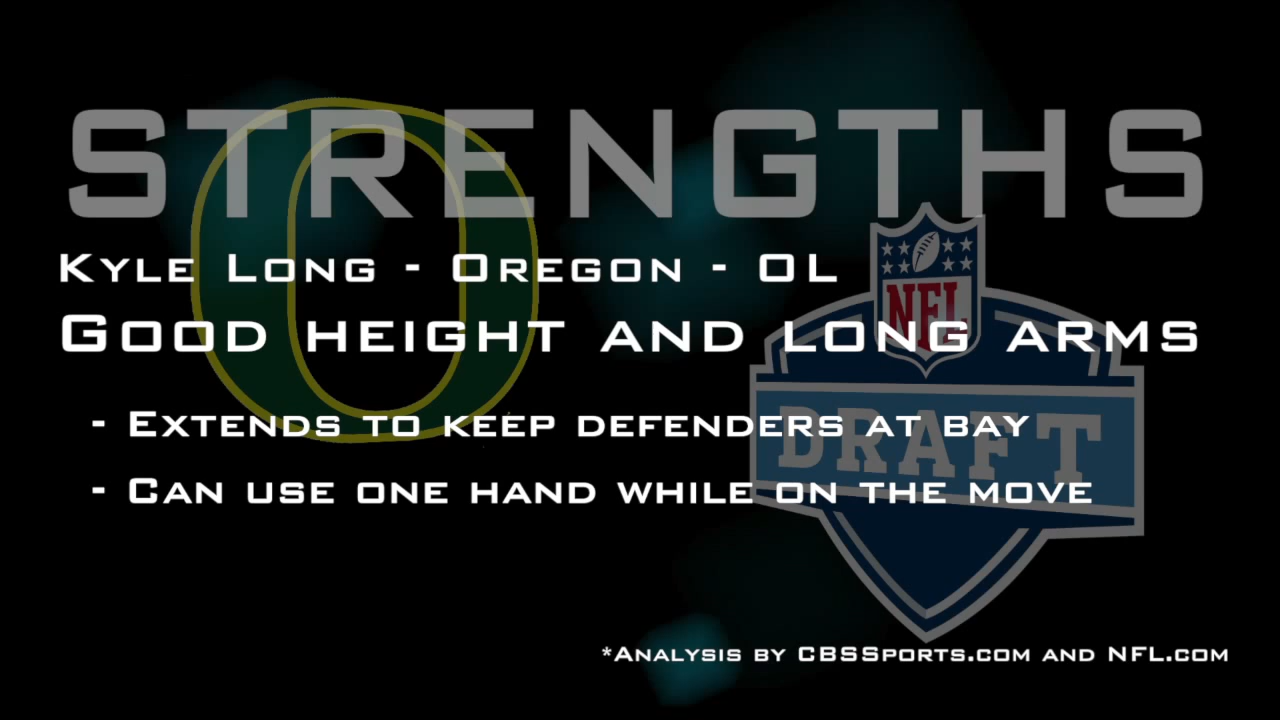 STRENGTHS
Kyle Long - Oregon - OL
Good height and long arms
- Extends to keep defenders at bay
- Can use one hand while on the move
NFL
DRAFT
*Analysis by CBSSports.com and NFL.com